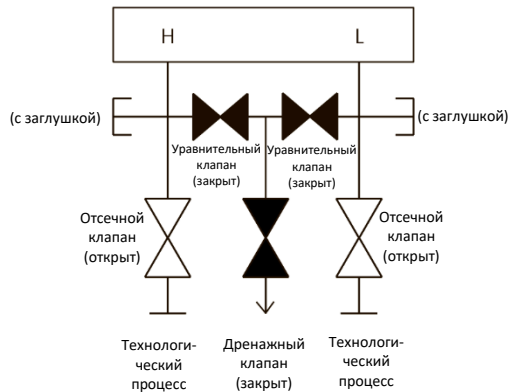 H
L
(с заглушкой)
(с заглушкой)
Уравнительный
клапан
(закрыт)
Уравнительный
клапан
(закрыт)
Отсечной
клапан
(открыт)
Отсечной
клапан
(открыт)
Технологи-
ческий
процесс
Дренажный
клапан
(закрыт)
Технологи-
ческий
процесс